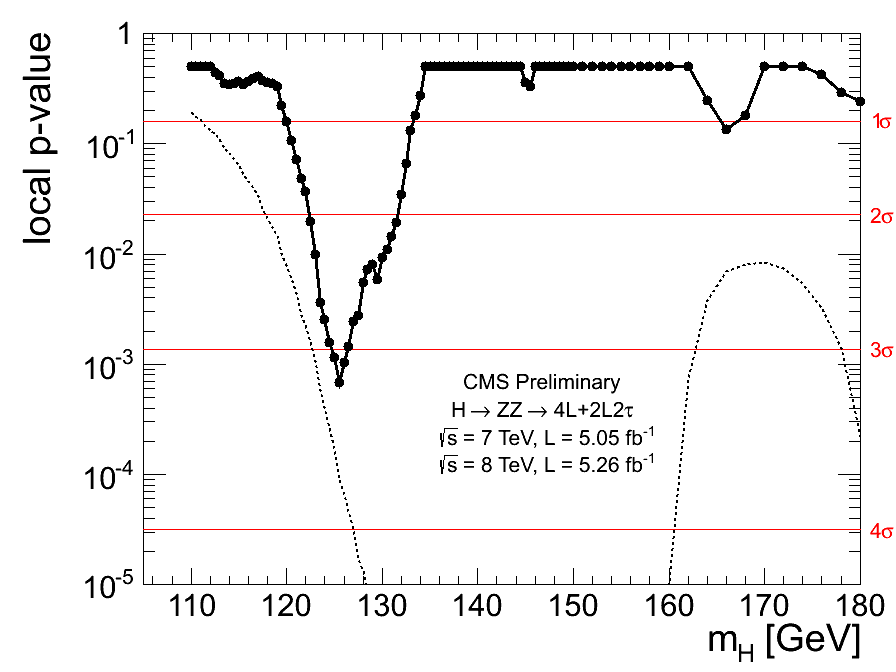 local p-value
1
10⁻¹
10⁻²
10⁻³
10⁻⁴
10⁻⁵
1σ
2σ
3σ
4σ
CMS Preliminary
H → ZZ → 4L+2L2τ
√s = 7 TeV, L = 5.05 fb⁻¹
√s = 8 TeV, L = 5.26 fb⁻¹
110 120 130 140 150 160 170 180
m_H [GeV]